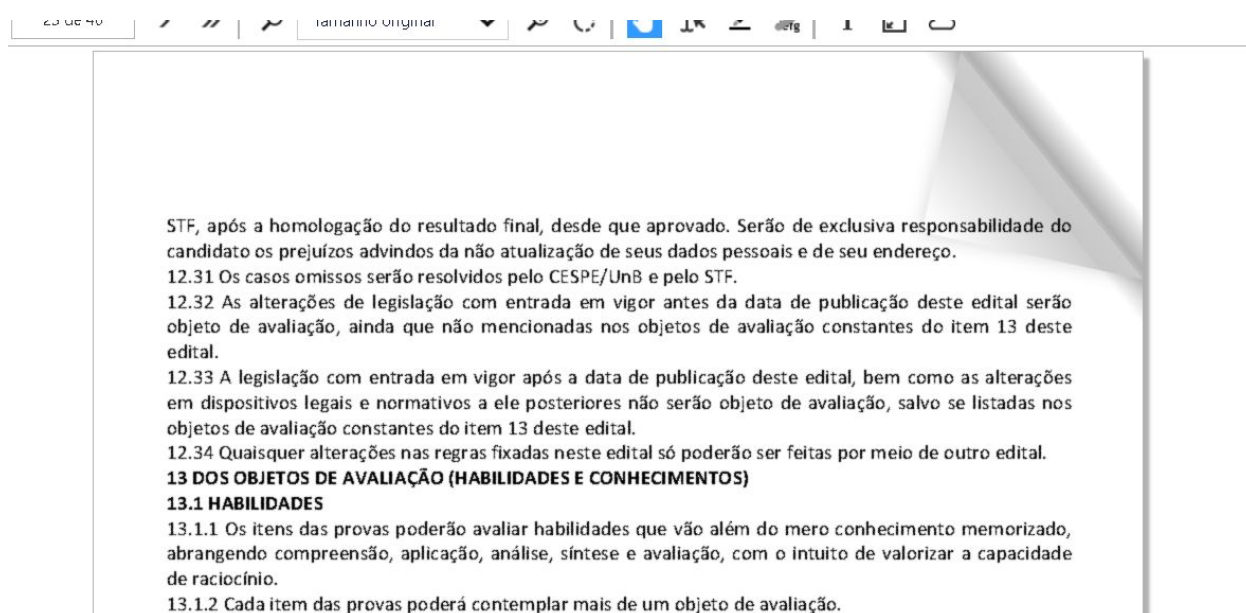 Tamanho original
STF, após a homologação do resultado final, desde que aprovado. Serão de exclusiva responsabilidade do
candidato os prejuízos advindos da não atualização de seus dados pessoais e de seu endereço.
12.31 Os casos omissos serão resolvidos pelo CESPE/UnB e pelo STF.
12.32 As alterações de legislação com entrada em vigor antes da data de publicação deste edital serão
objeto de avaliação, ainda que não mencionadas nos objetos de avaliação constantes do item 13 deste
edital.
12.33 A legislação com entrada em vigor após a data de publicação deste edital, bem como as alterações
em dispositivos legais e normativos a ele posteriores não serão objeto de avaliação, salvo se listadas nos
objetos de avaliação constantes do item 13 deste edital.
12.34 Quaisquer alterações nas regras fixadas neste edital só poderão ser feitas por meio de outro edital.
13 DOS OBJETOS DE AVALIAÇÃO (HABILIDADES E CONHECIMENTOS)
13.1 HABILIDADES
13.1.1 Os itens das provas poderão avaliar habilidades que vão além do mero conhecimento memorizado,
abrangendo compreensão, aplicação, análise, síntese e avaliação, com o intuito de valorizar a capacidade
de raciocínio.
13.1.2 Cada item das provas poderá contemplar mais de um objeto de avaliação.